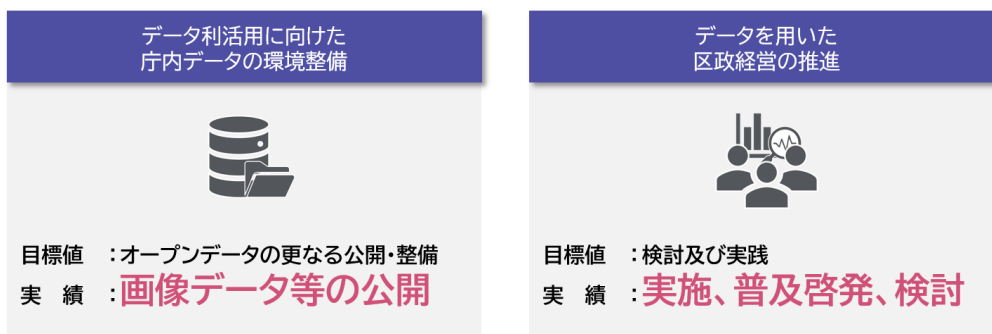 データ利活用に向けた
庁内データの環境整備
目標値 ：オープンデータの更なる公開・整備
実 績 ：画像データ等の公開
データを用いた
区政経営の推進
目標値 ：検討及び実践
実 績 ：実施、普及啓発、検討